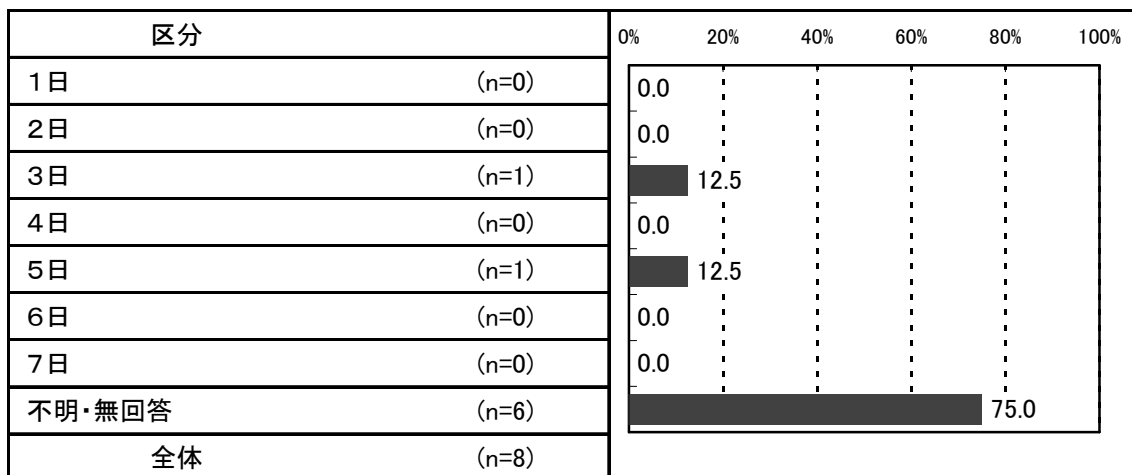 区分 0% 20% 40% 60% 80% 100%
1日 (n=0) 0.0
2日 (n=0) 0.0
3日 (n=1) 12.5
4日 (n=0) 0.0
5日 (n=1) 12.5
6日 (n=0) 0.0
7日 (n=0) 0.0
不明・無回答 (n=6) 75.0
全体 (n=8)